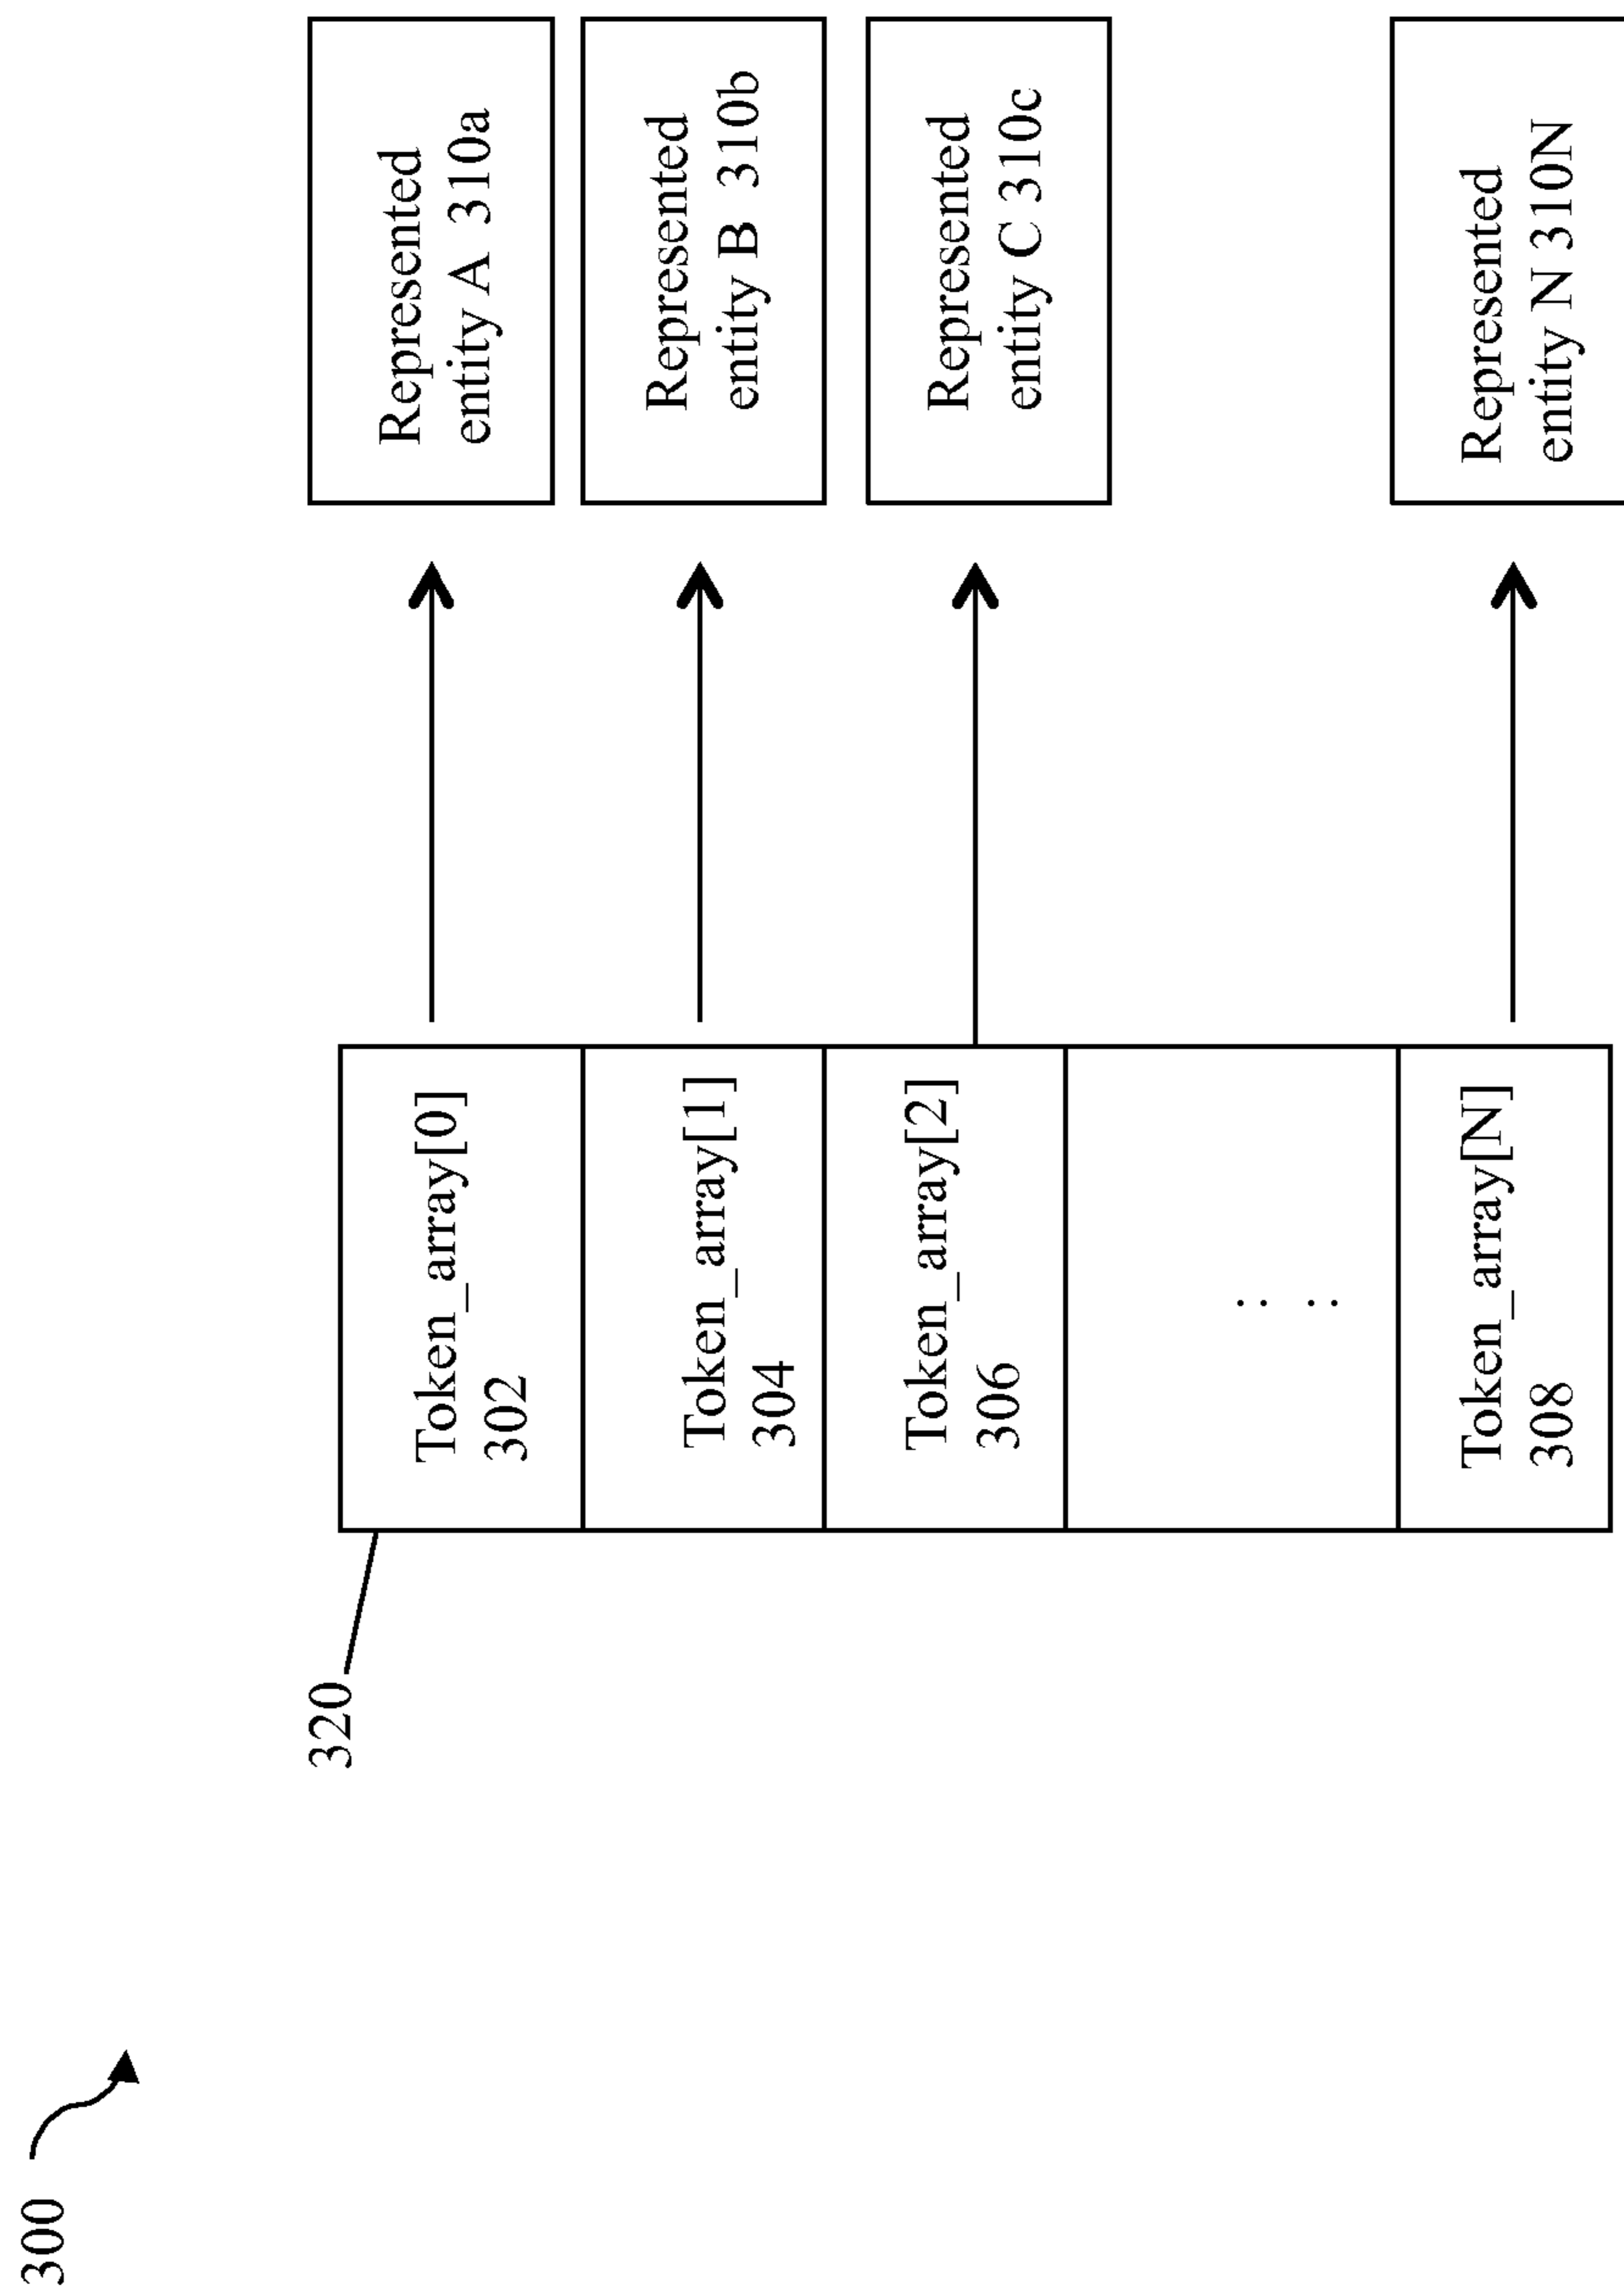 300
320
Token_array[0]
302
Represented
entity A 310a
Token_array[1]
304
Represented
entity B 310b
Token_array[2]
306
Represented
entity C 310c
:: ::
Token_array[N]
308
Represented
entity N 310N